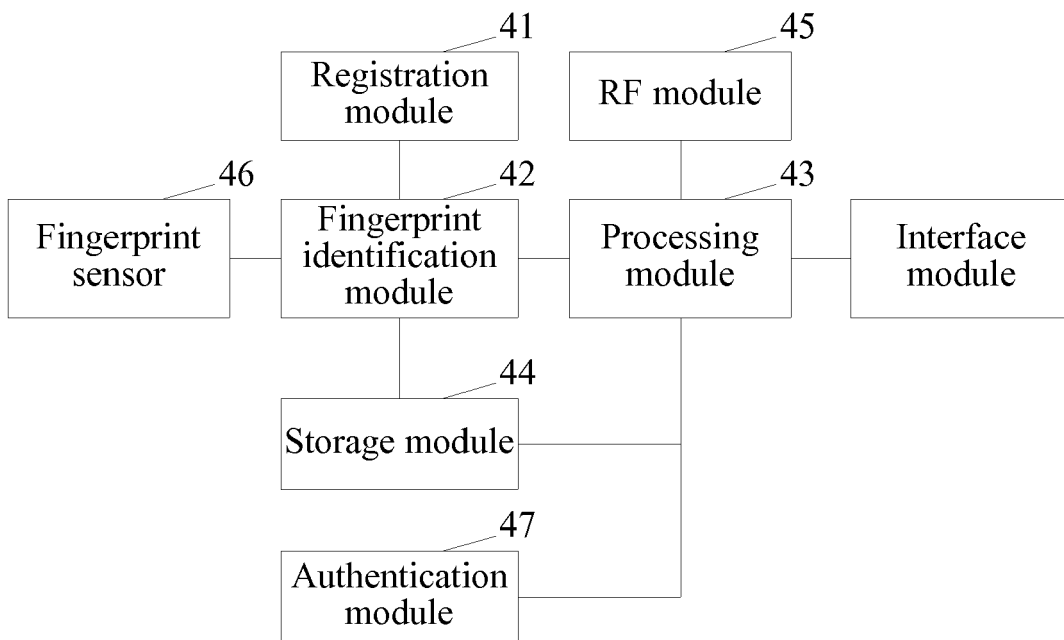 41
Registration
module
45
RF module
46
Fingerprint
sensor
42
Fingerprint
identification
module
43
Processing
module
Interface
module
44
Storage module
47
Authentication
module